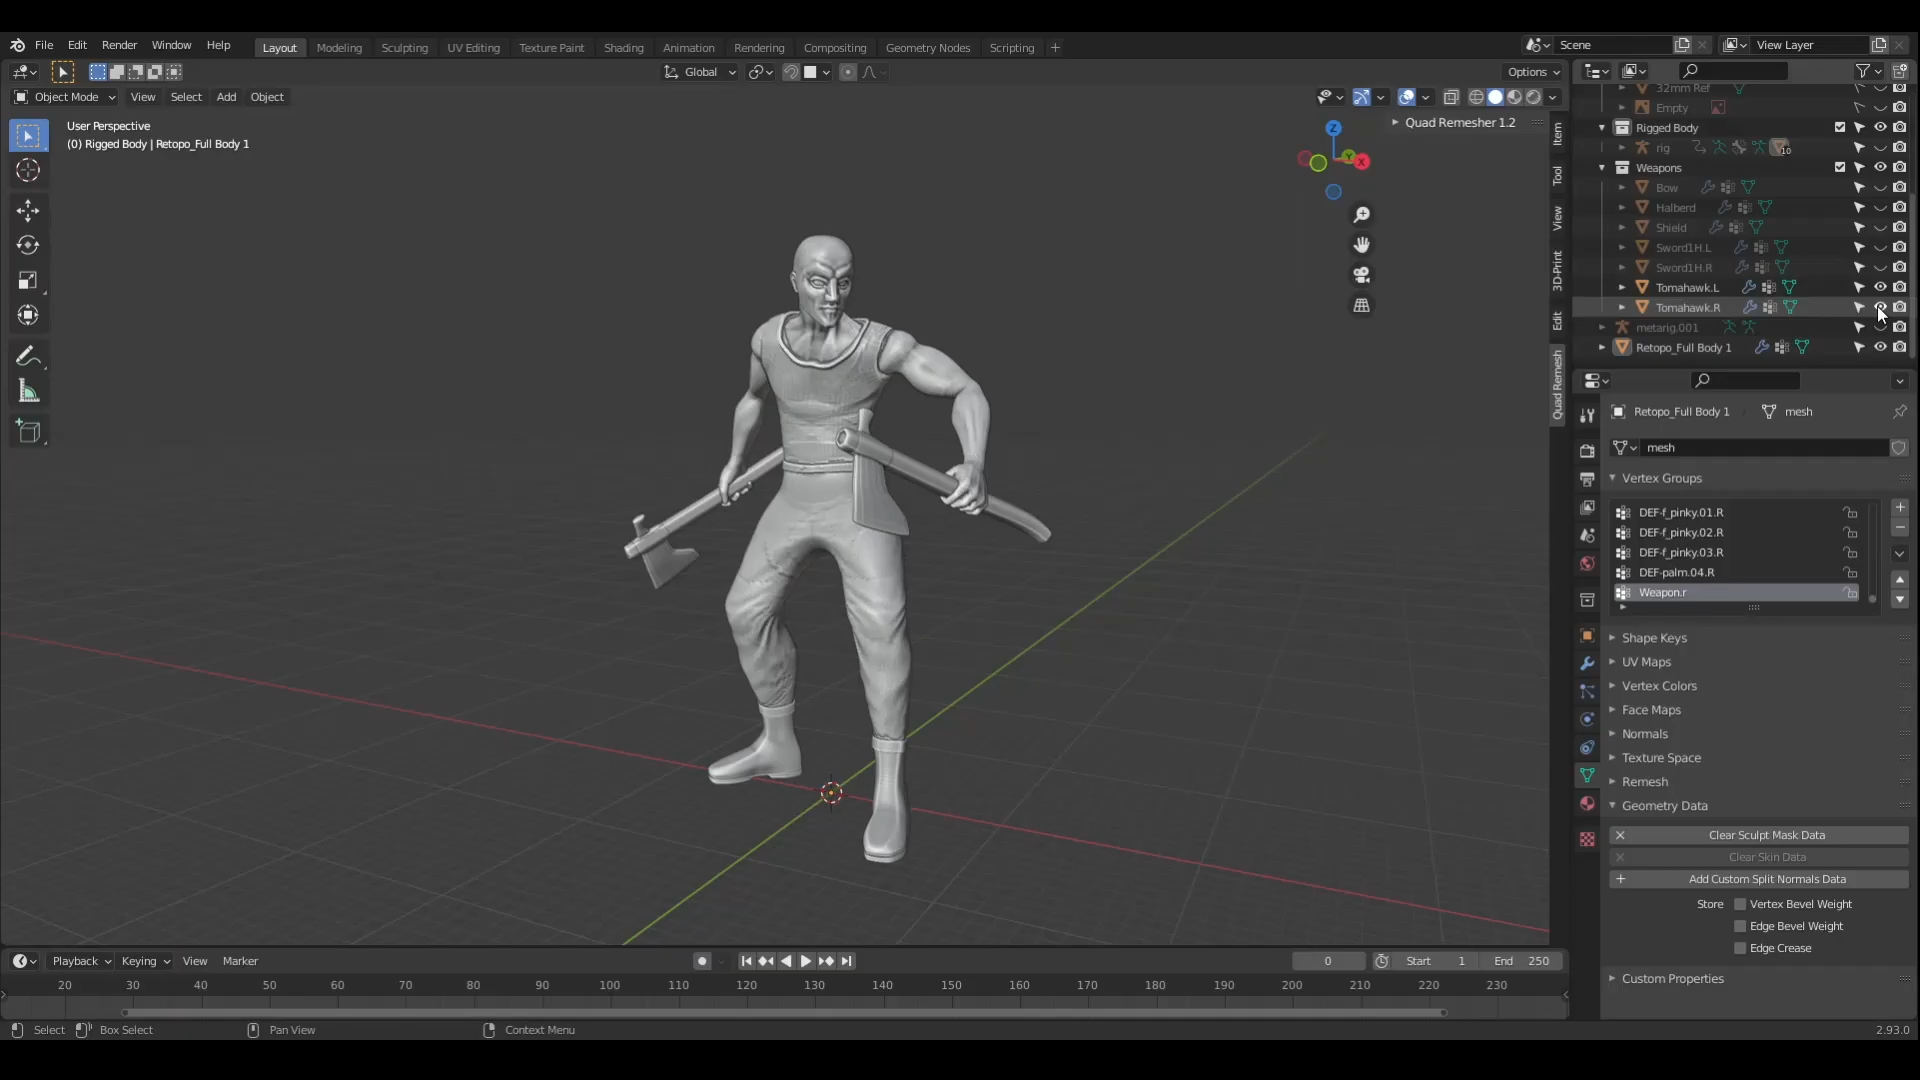 File Edit Render Window Help Layout Modeling Sculpting UV Editing Texture Paint Shading Animation Rendering Compositing Geometry Nodes Scripting + Scene View Layer
Global Options
Object Mode View Select Add Object
User Perspective
(0) Rigged Body | Retopo_Full Body 1
Quad Remesher 1.2
Z
Y
X
Item
Tool
View
3D-Print
Edit
Quad Remesh
32mm Ref
Empty
Rigged Body
rig 10
Weapons
Bow
Halberd
Shield
Sword1H.L
Sword1H.R
Tomahawk.L
Tomahawk.R
metarig.001
Retopo_Full Body 1
Retopo_Full Body 1 mesh
mesh
Vertex Groups
DEF-f_pinky.01.R
DEF-f_pinky.02.R
DEF-f_pinky.03.R
DEF-palm.04.R
Weapon.r
Shape Keys
UV Maps
Vertex Colors
Face Maps
Normals
Texture Space
Remesh
Geometry Data
Clear Sculpt Mask Data
Clear Skin Data
Add Custom Split Normals Data
Store Vertex Bevel Weight
Edge Bevel Weight
Edge Crease
Custom Properties
Playback Keying View Marker 0 Start 1 End 250
20 30 40 50 60 70 80 90 100 110 120 130 140 150 160 170 180 190 200 210 220 230
Select Box Select Pan View Context Menu 2.93.0